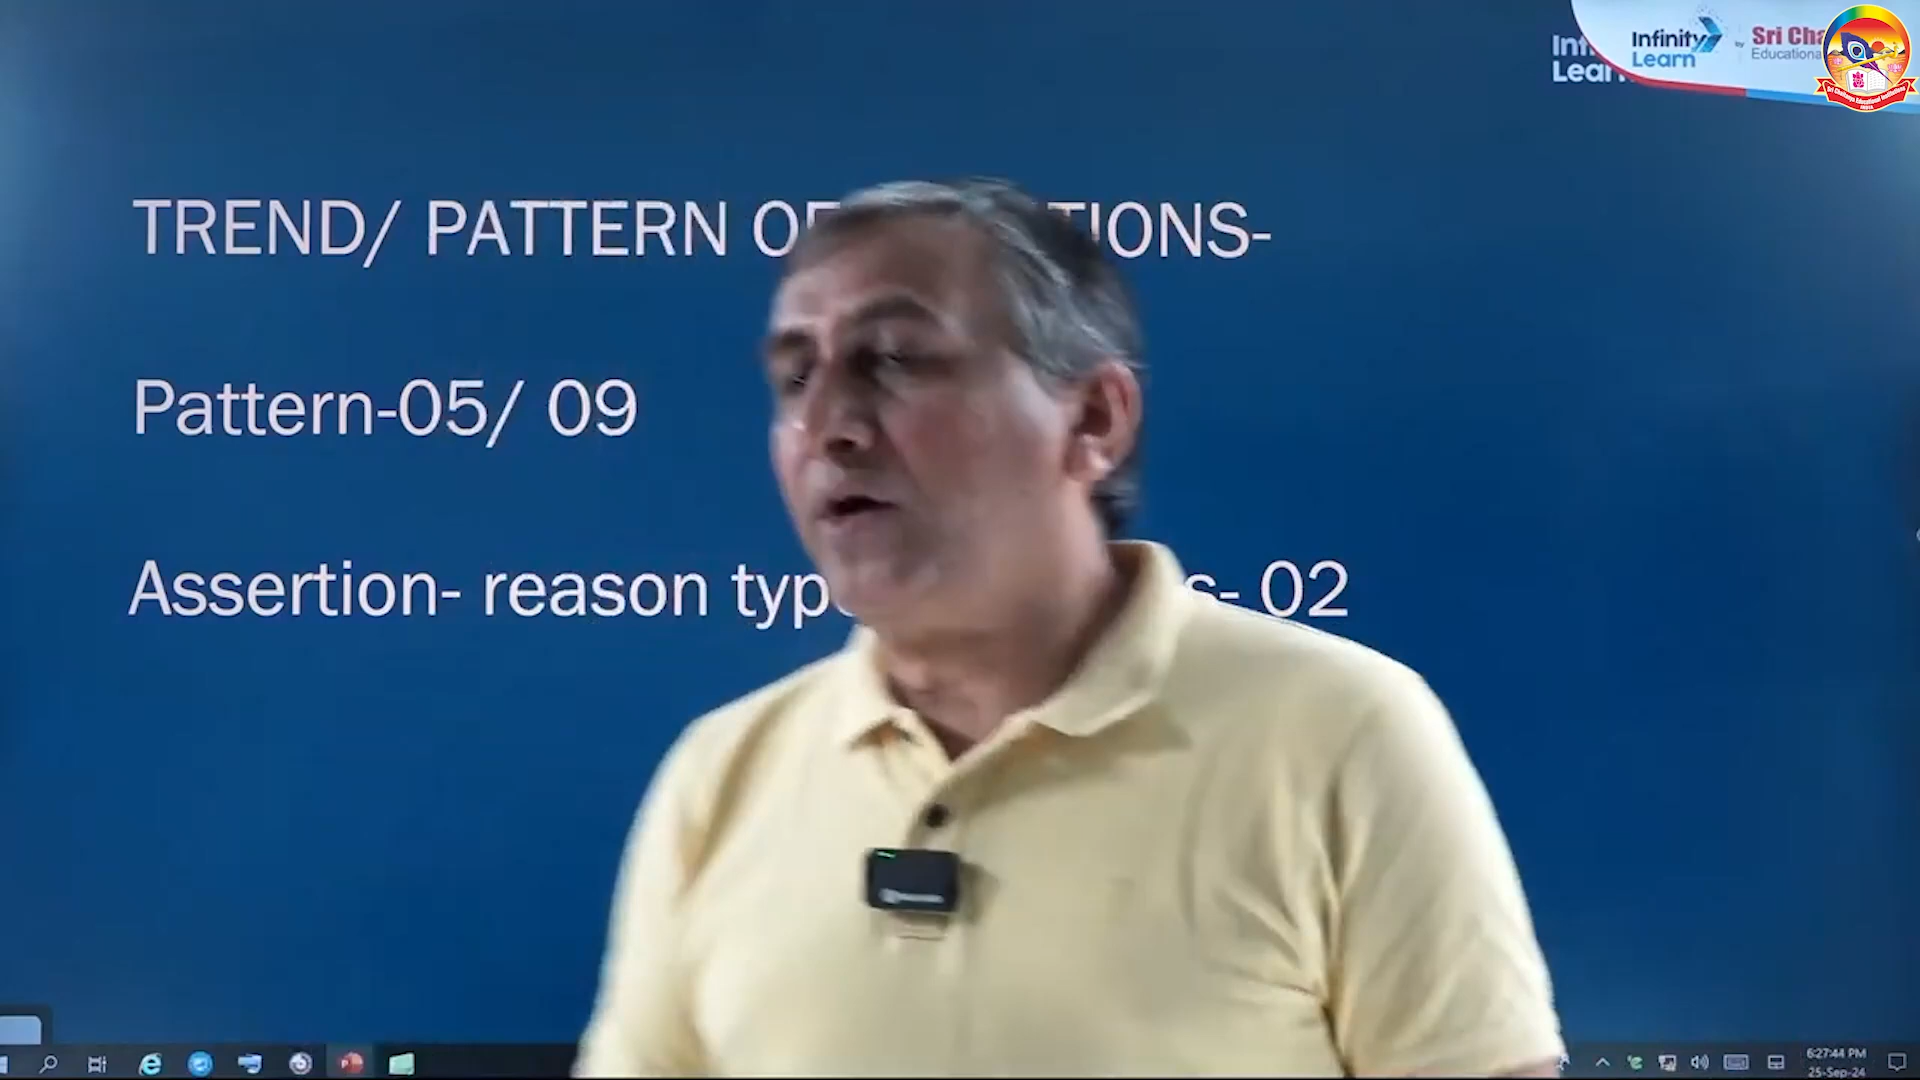 Infinity Learn by Sri Cha
Educationa
TREND/ PATTERN OF
TIONS-
Pattern-05/ 09
Assertion- reason typ
s- 02
6:27:44 PM
25-Sep-24